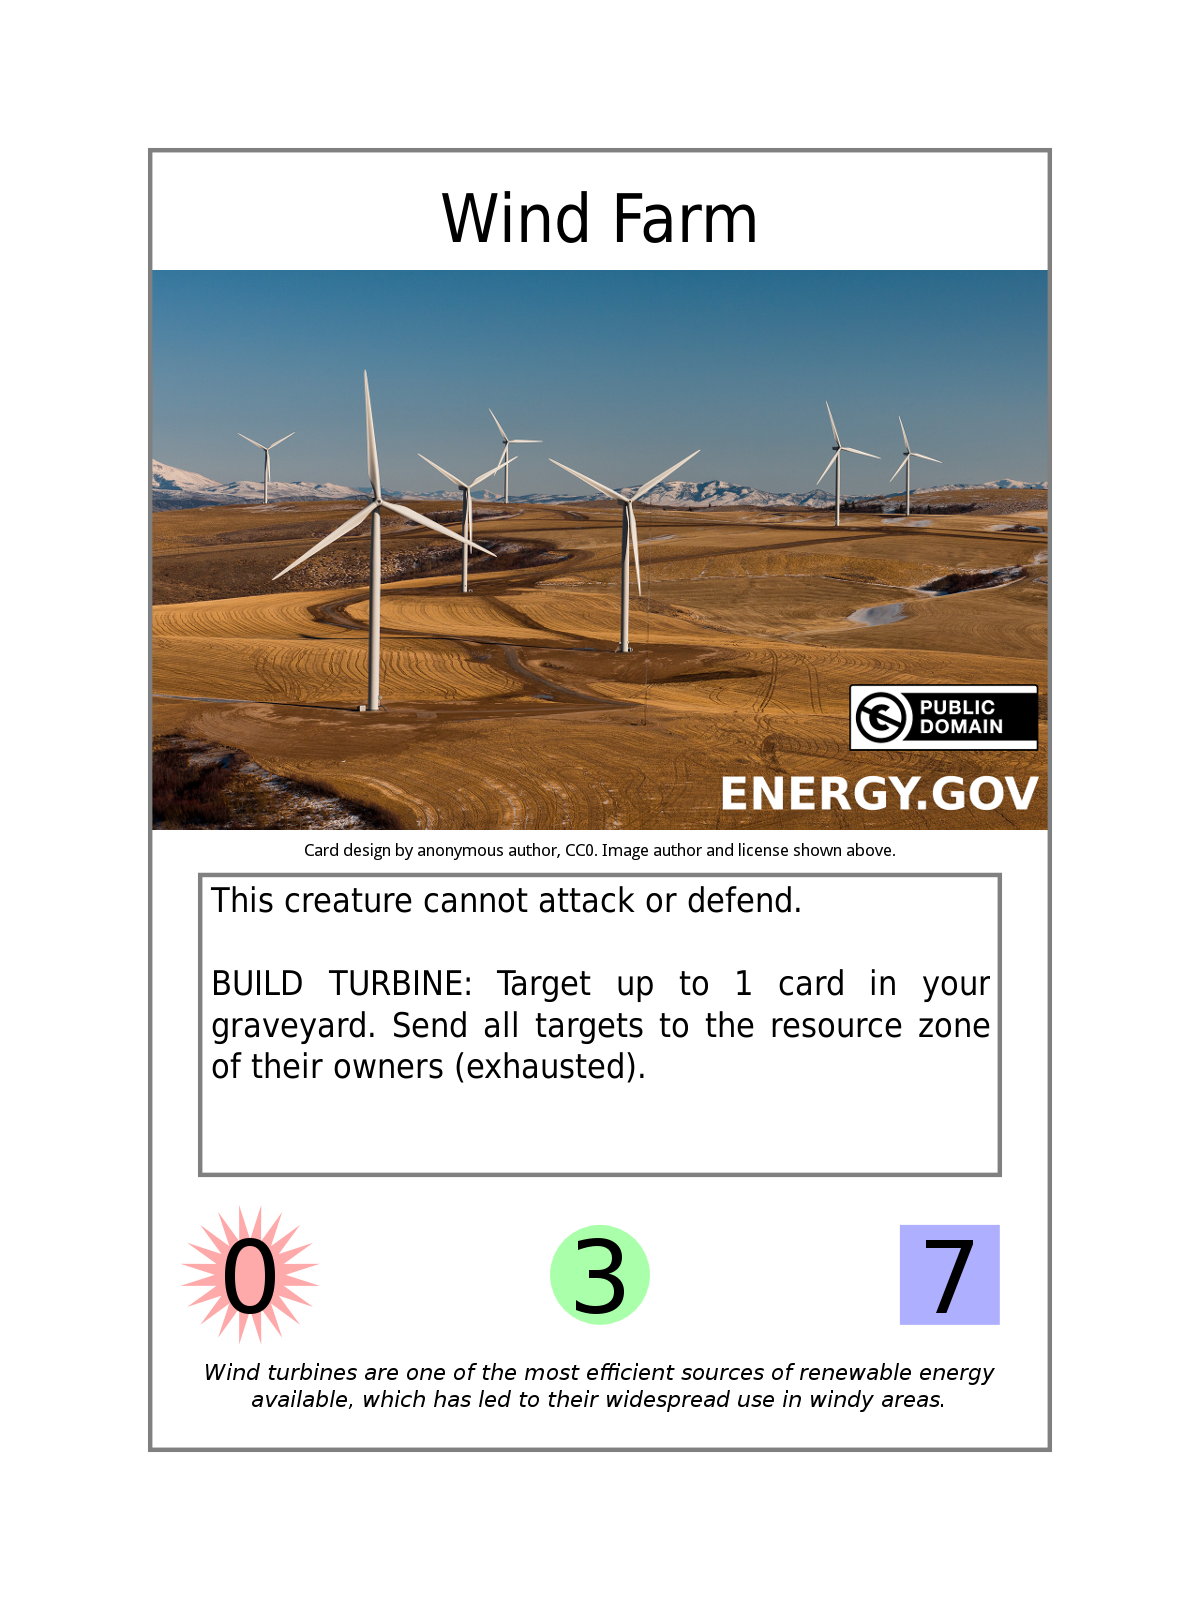 Wind Farm
PUBLIC
DOMAIN
ENERGY.GOV
Card design by anonymous author, CC0. Image author and license shown above.
This creature cannot attack or defend.
BUILD TURBINE: Target up to 1 card in your
graveyard. Send all targets to the resource zone
of their owners (exhausted).
0 3 7
Wind turbines are one of the most efficient sources of renewable energy
available, which has led to their widespread use in windy areas.